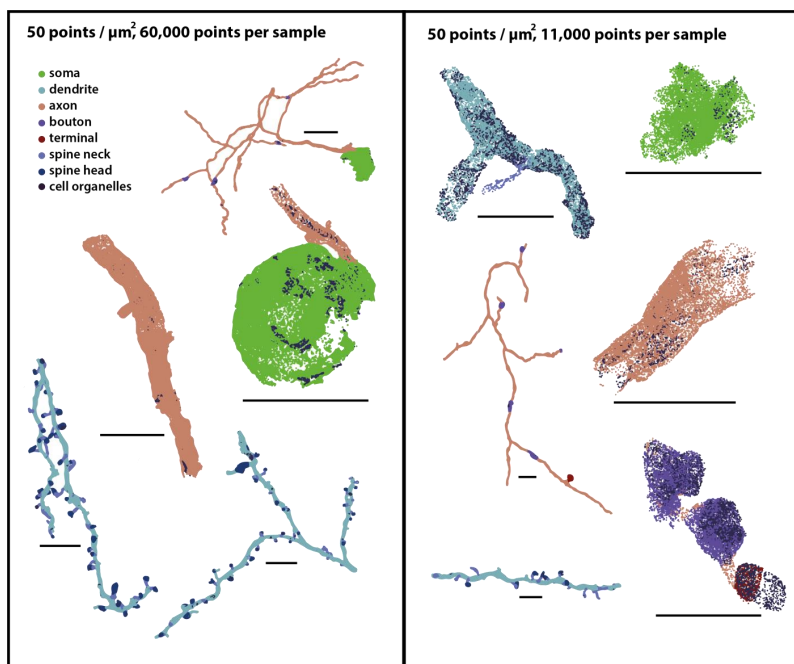 50 points / µm², 60,000 points per sample
soma
dendrite
axon
bouton
terminal
spine neck
spine head
cell organelles
50 points / µm², 11,000 points per sample